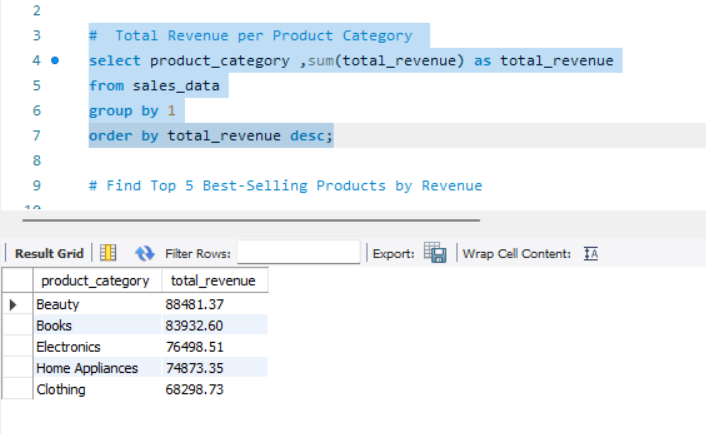 2
3 # Total Revenue per Product Category
4 select product_category ,sum(total_revenue) as total_revenue
5 from sales_data
6 group by 1
7 order by total_revenue desc;
8
9 # Find Top 5 Best-Selling Products by Revenue
Result Grid Filter Rows: Export: Wrap Cell Content: IA
product_category total_revenue
Beauty 88481.37
Books 83932.60
Electronics 76498.51
Home Appliances 74873.35
Clothing 68298.73